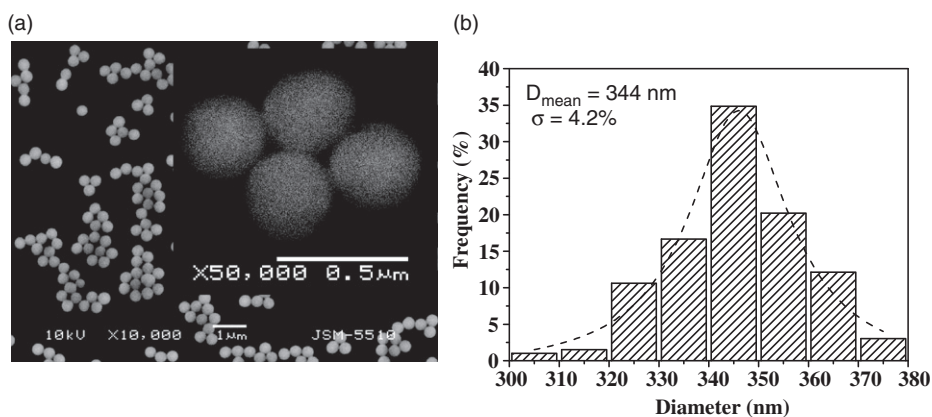 (a)
X50,000 0.5μm
10kV X10,000 1μm JSM-5510
(b)
D_mean = 344 nm
σ = 4.2%
Frequency (%)
40
35
30
25
20
15
10
5
0
300 310 320 330 340 350 360 370 380
Diameter (nm)